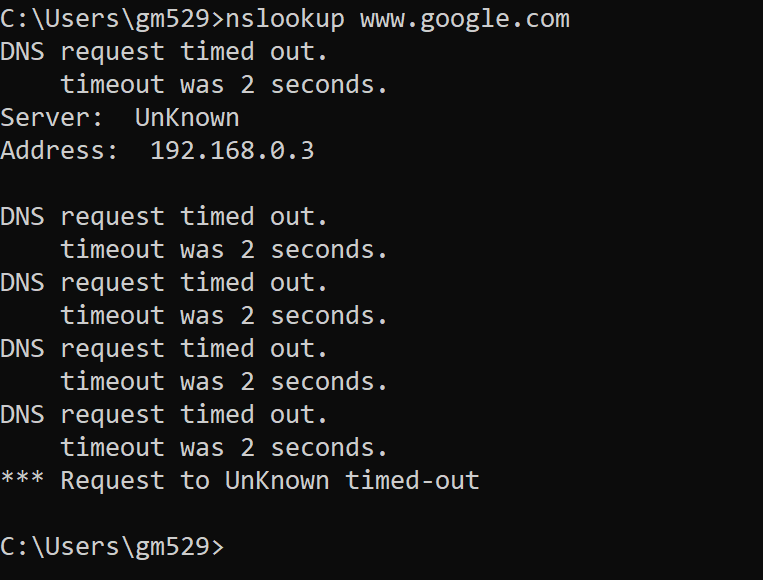 C:\Users\gm529>nslookup www.google.com
DNS request timed out.
    timeout was 2 seconds.
Server:  UnKnown
Address:  192.168.0.3

DNS request timed out.
    timeout was 2 seconds.
DNS request timed out.
    timeout was 2 seconds.
DNS request timed out.
    timeout was 2 seconds.
DNS request timed out.
    timeout was 2 seconds.
*** Request to UnKnown timed-out

C:\Users\gm529>